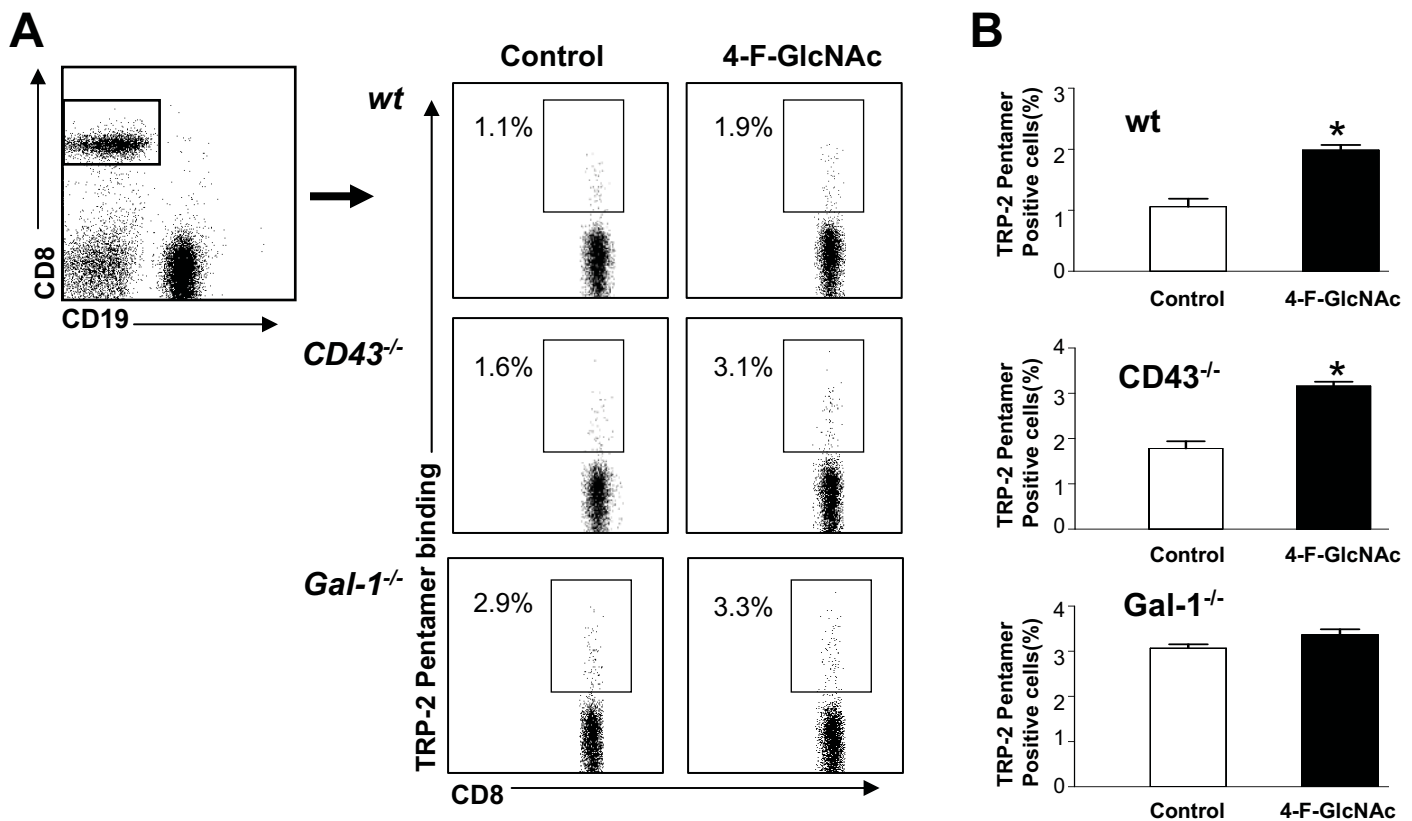 A
CD8
CD19
Control
4-F-GlcNAc
wt
1.1%
1.9%
CD43-/-
1.6%
3.1%
Gal-1-/-
2.9%
3.3%
TRP-2 Pentamer binding
CD8
B
TRP-2 Pentamer
Positive cells(%)
3
2
1
0
wt
*
Control
4-F-GlcNAc
TRP-2 Pentamer
Positive cells(%)
4
3
2
1
0
CD43-/-
*
Control
4-F-GlcNAc
TRP-2 Pentamer
Positive cells(%)
4
3
2
1
0
Gal-1-/-
Control
4-F-GlcNAc